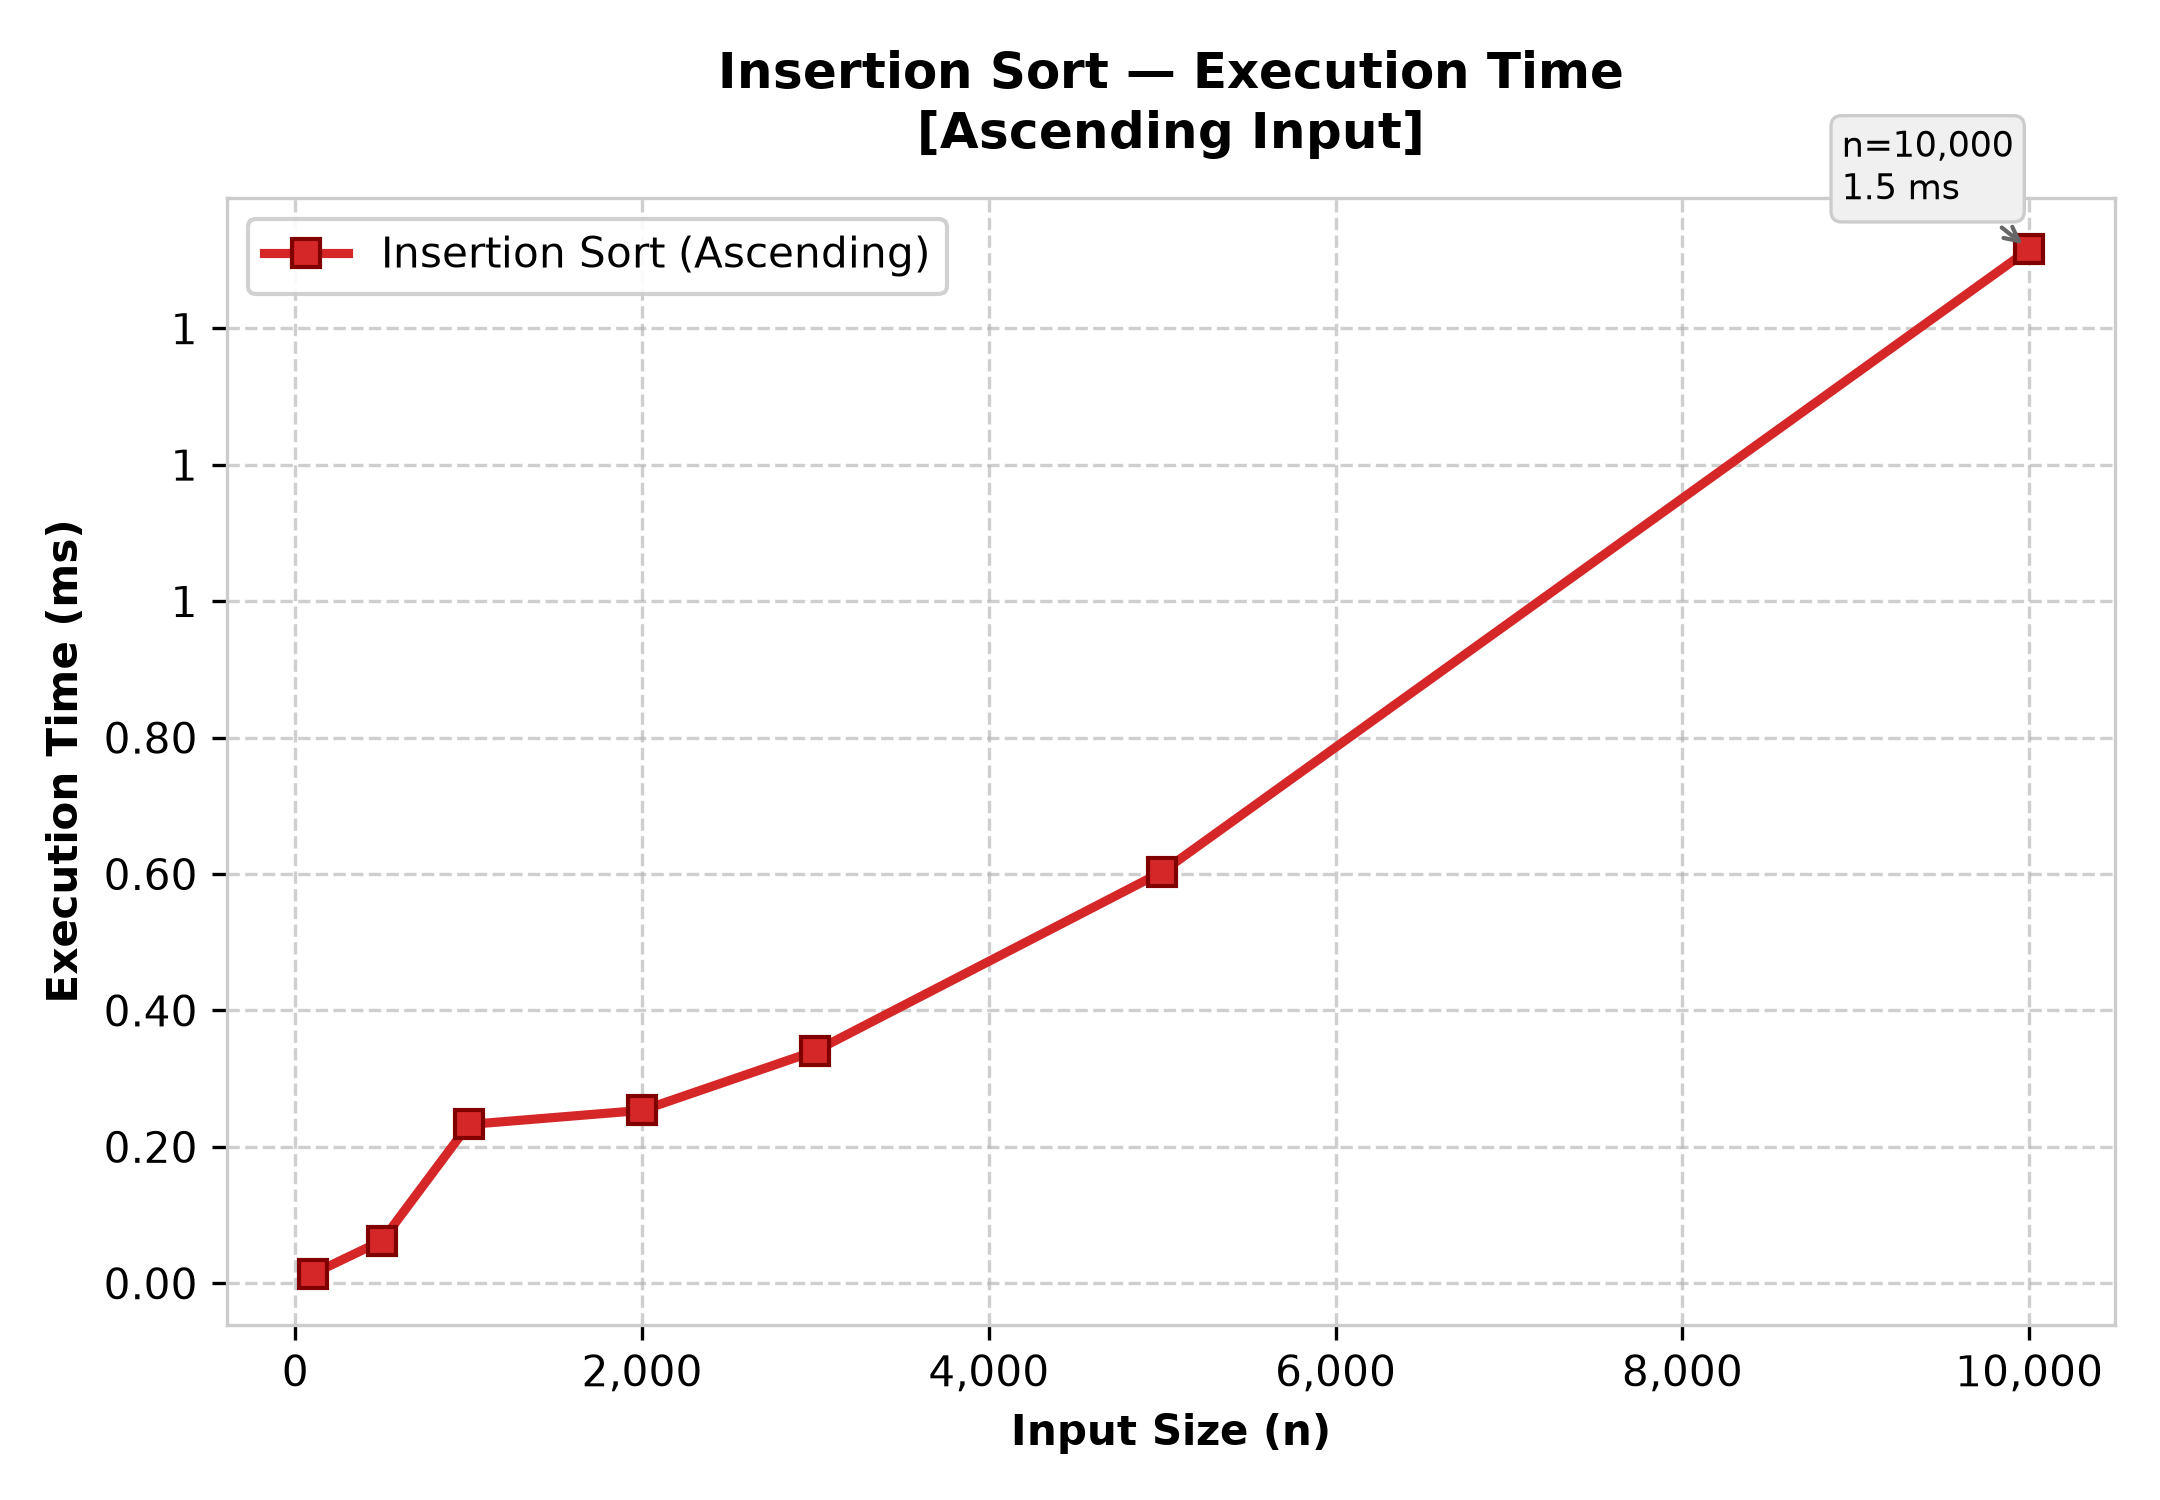 Insertion Sort — Execution Time
[Ascending Input]
n=10,000
1.5 ms
Insertion Sort (Ascending)
1
1
1
0.80
0.60
0.40
0.20
0.00
Execution Time (ms)
0
2,000
4,000
6,000
8,000
10,000
Input Size (n)